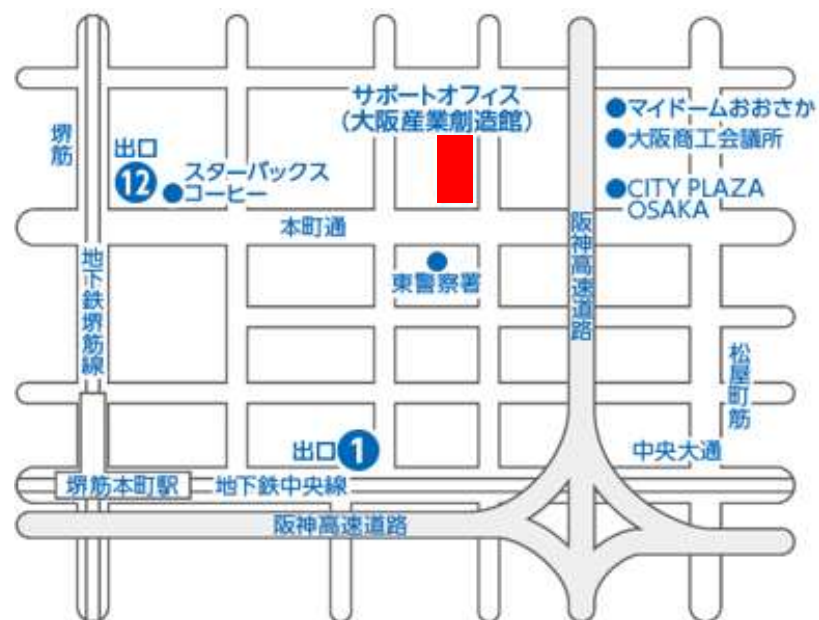 サポートオフィス
（大阪産業創造館）
●マイドームおおさか
●大阪商工会議所
堺筋
出口
12
●スターバックス
コーヒー
●CITY PLAZA
OSAKA
本町通
阪神高速道路
地下鉄堺筋線
東警察署
松屋町筋
出口1
中央大通
堺筋本町駅
地下鉄中央線
阪神高速道路